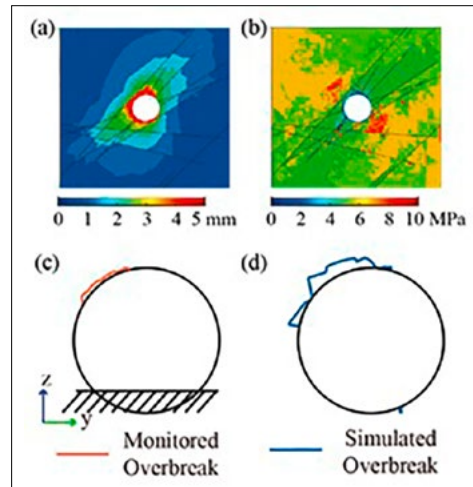 (a) (b)
0 1 2 3 4 5 mm 0 2 4 6 8 10 MPa
(c) (d)
z
y
Monitored Simulated
Overbreak Overbreak